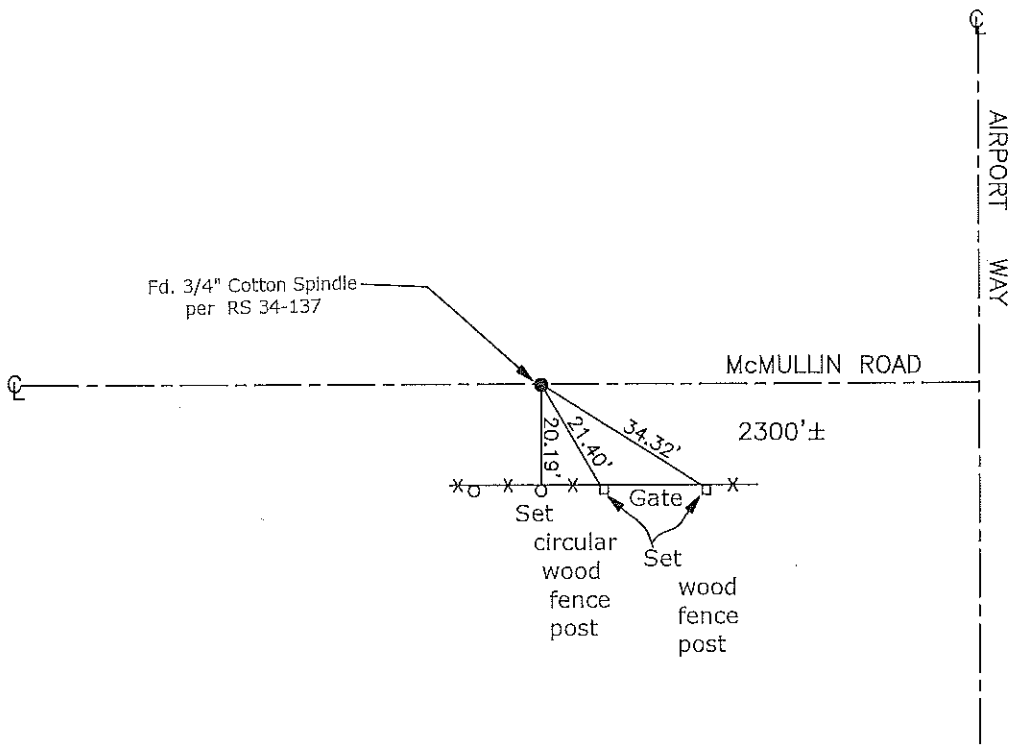 ℄
AIRPORT WAY
Fd. 3/4" Cotton Spindle
per RS 34-137
℄
McMULLIN ROAD
2300'±
20.19'
21.40'
34.32'
Gate
Set
circular
wood
fence
post
Set
wood
fence
post